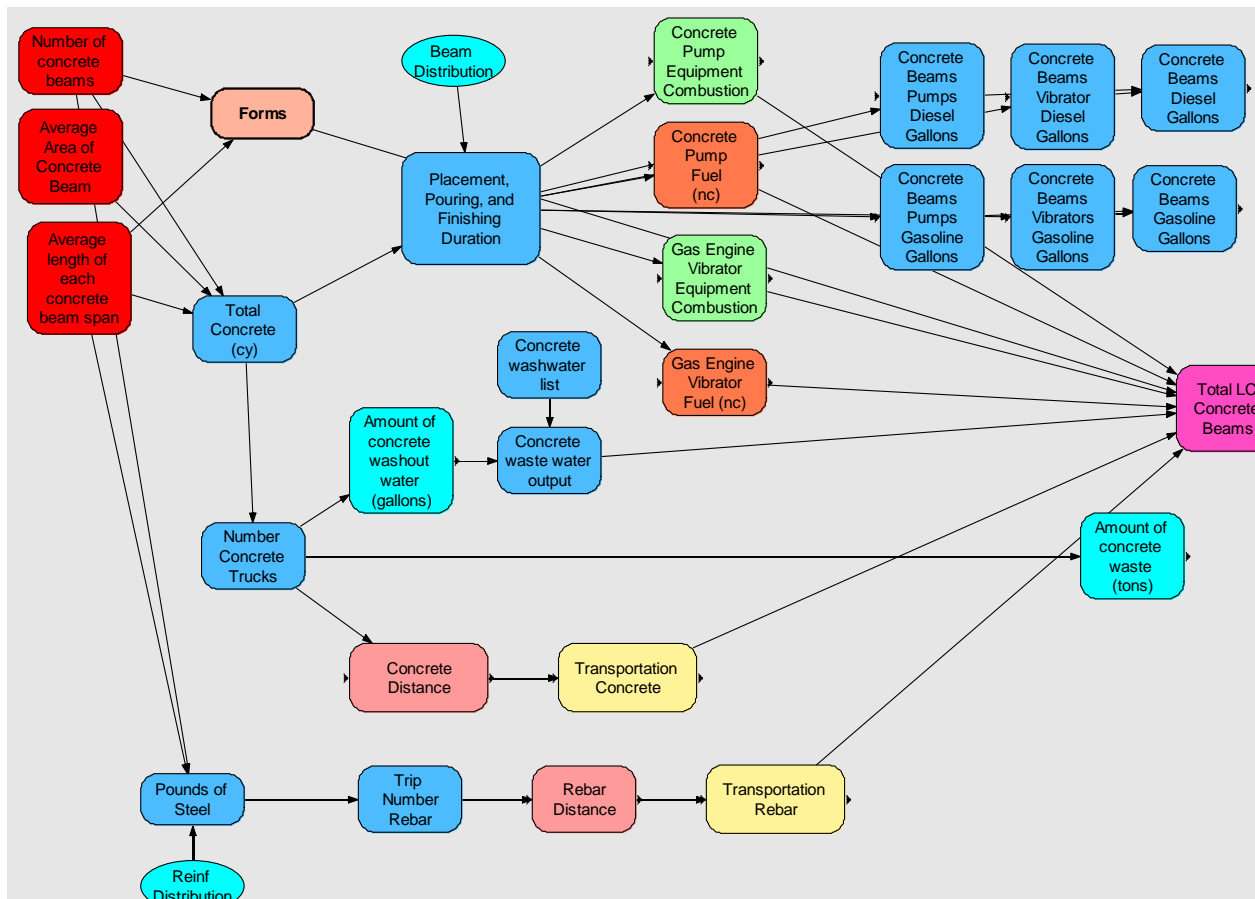 Number of
concrete
beams
Average
Area of
Concrete
Beam
Average
length of
each
concrete
beam span
Forms
Beam
Distribution
Total
Concrete
(cy)
Placement,
Pouring, and
Finishing
Duration
Concrete
Pump
Equipment
Combustion
Concrete
Pump
Fuel
(nc)
Gas Engine
Vibrator
Equipment
Combustion
Gas Engine
Vibrator
Fuel (nc)
Concrete
Beams
Pumps
Diesel
Gallons
Concrete
Beams
Vibrator
Diesel
Gallons
Concrete
Beams
Diesel
Gallons
Concrete
Beams
Pumps
Gasoline
Gallons
Concrete
Beams
Vibrators
Gasoline
Gallons
Concrete
Beams
Gasoline
Gallons
Concrete
washwater
list
Amount of
concrete
washout
water
(gallons)
Concrete
waste water
output
Total LC
Concrete
Beams
Number
Concrete
Trucks
Amount of
concrete
waste
(tons)
Concrete
Distance
Transportation
Concrete
Pounds of
Steel
Trip
Number
Rebar
Rebar
Distance
Transportation
Rebar
Reinf
Distribution